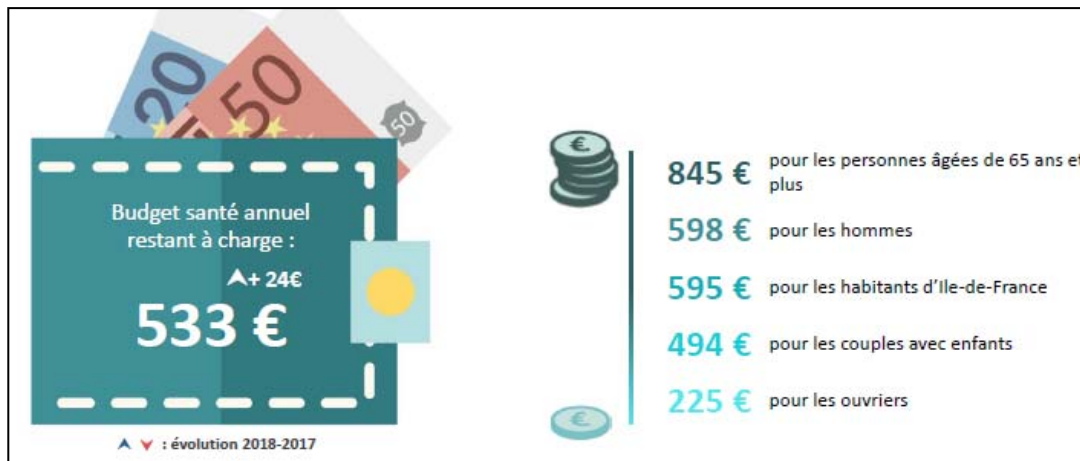 20
50
50
Budget santé annuel
restant à charge :
+ 24€
533 €
: évolution 2018-2017
€
€
845 € pour les personnes âgées de 65 ans et
plus
598 € pour les hommes
595 € pour les habitants d'Ile-de-France
494 € pour les couples avec enfants
225 € pour les ouvriers